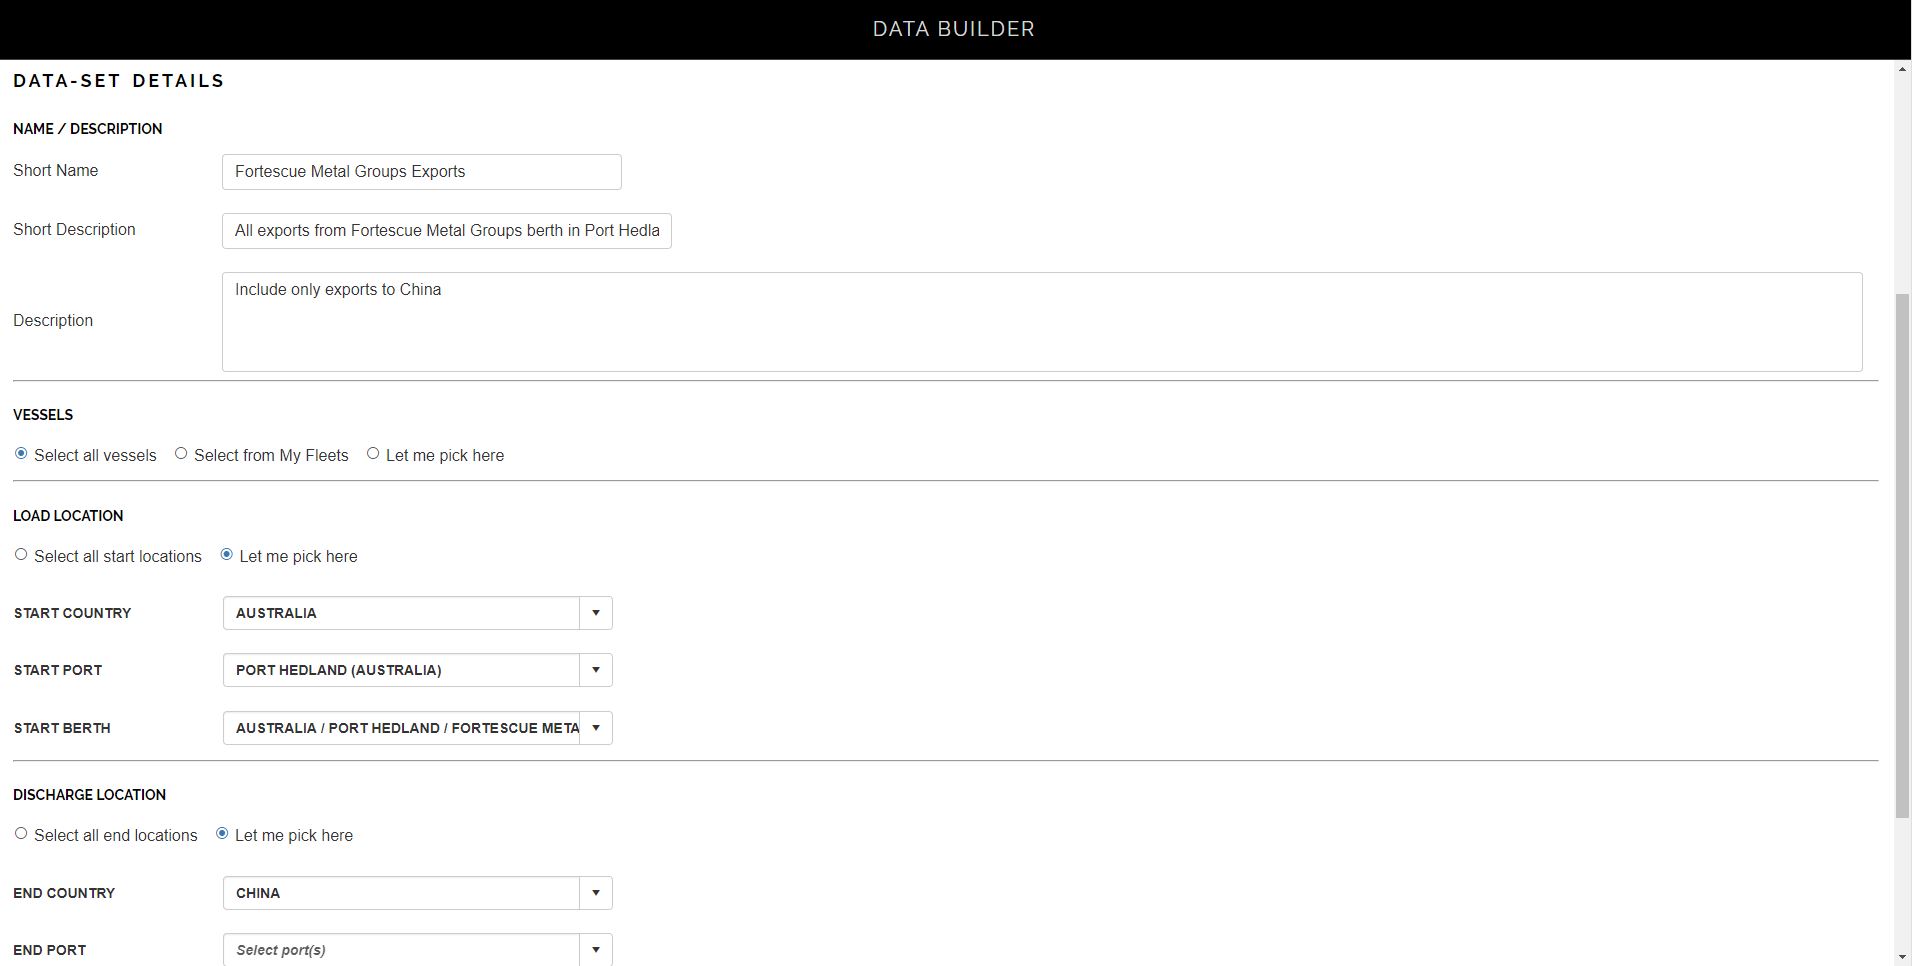 DATA BUILDER
DATA-SET DETAILS
NAME / DESCRIPTION
Short Name
Fortescue Metal Groups Exports
Short Description
All exports from Fortescue Metal Groups berth in Port Hedla
Description
Include only exports to China
VESSELS
Select all vessels Select from My Fleets Let me pick here
LOAD LOCATION
Select all start locations Let me pick here
START COUNTRY
AUSTRALIA
START PORT
PORT HEDLAND (AUSTRALIA)
START BERTH
AUSTRALIA / PORT HEDLAND / FORTESCUE META
DISCHARGE LOCATION
Select all end locations Let me pick here
END COUNTRY
CHINA
END PORT
Select port(s)